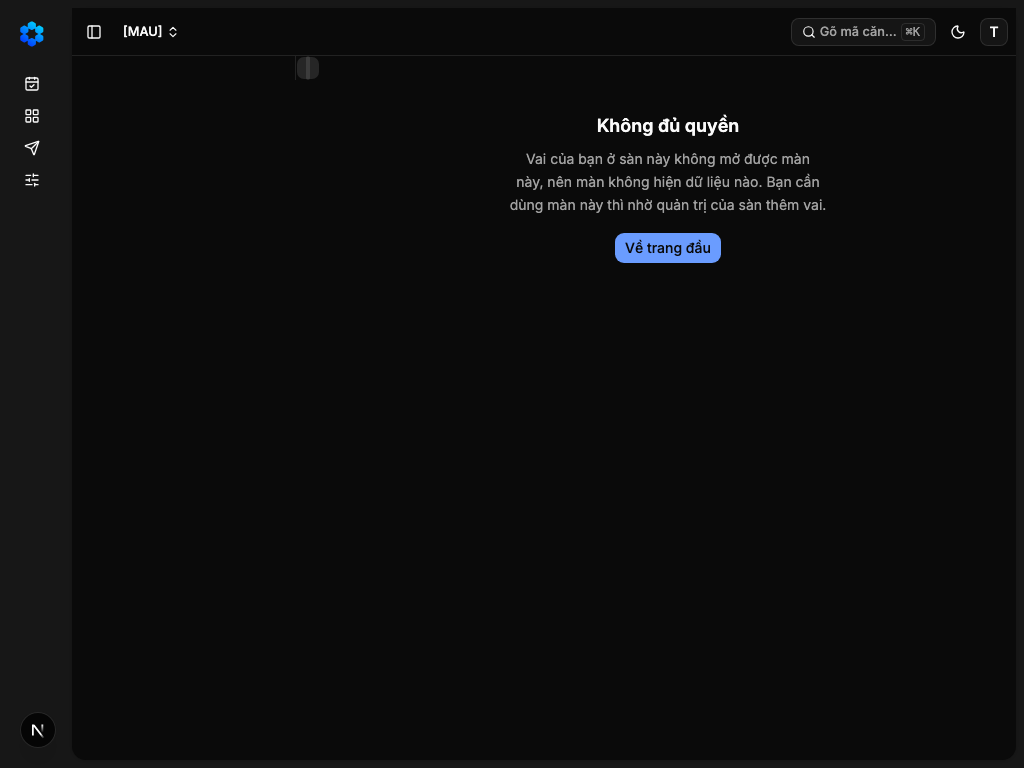 [MAU]
Gõ mã căn... ⌘K
T
Không đủ quyền
Vai của bạn ở sàn này không mở được màn
này, nên màn không hiện dữ liệu nào. Bạn cần
dùng màn này thì nhờ quản trị của sàn thêm vai.
Về trang đầu
N